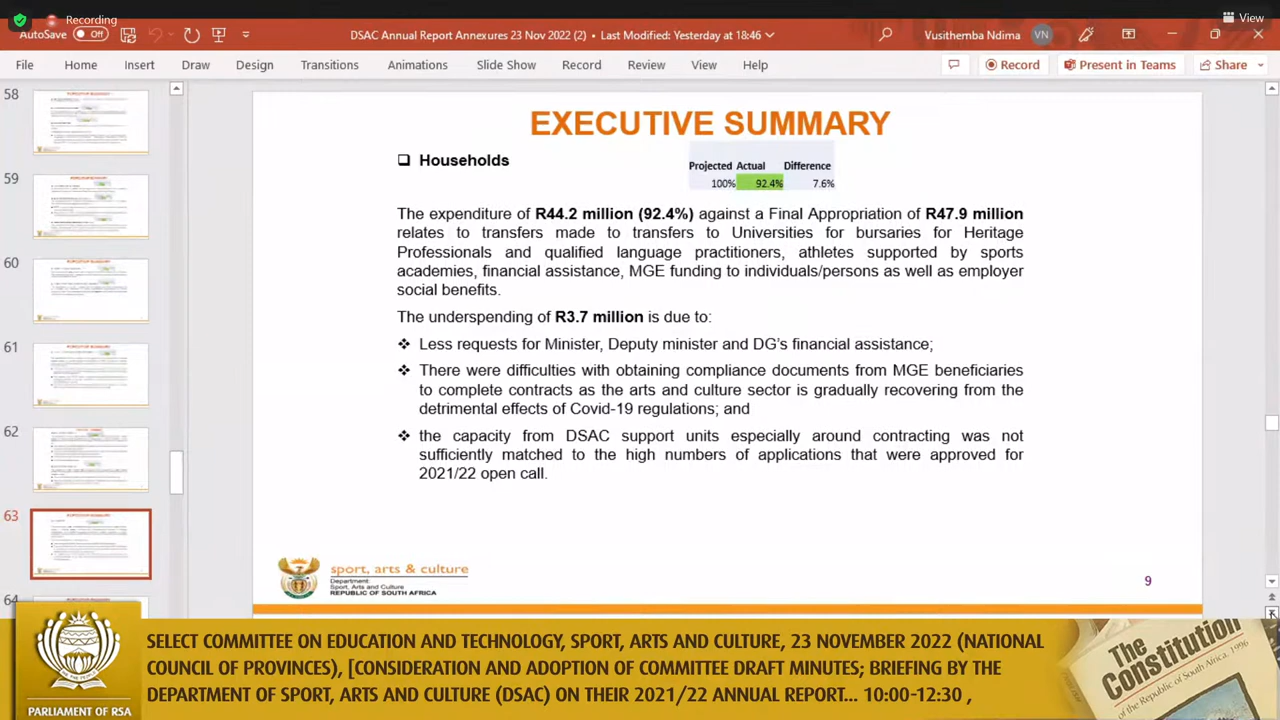 Recording
View
AutoSave Off
DSAC Annual Report Annexures 23 Nov 2022 (2) • Last Modified: Yesterday at 18:46
Vusithemba Ndima VN
File Home Insert Draw Design Transitions Animations Slide Show Record Review View Help
Record Present in Teams Share
58
59
60
61
62
63
64
EXECUTIVE SUMMARY
Households
Projected Actual Difference
100% 92.4% 7.6%
The expenditure of R44.2 million (92.4%) against a Final Appropriation of R47.9 million
relates to transfers made to transfers to Universities for bursaries for Heritage
Professionals and qualified language practitioners, athletes supported by sports
academies, financial assistance, MGE funding to individuals/persons as well as employer
social benefits.
The underspending of R3.7 million is due to:
Less requests for Minister, Deputy minister and DG's financial assistance;
There were difficulties with obtaining compliance documents from MGE beneficiaries
to complete contracts as the arts and culture sector is gradually recovering from the
detrimental effects of Covid-19 regulations; and
the capacity from DSAC support units especially around contracting was not
sufficiently matched to the high numbers of applications that were approved for
2021/22 open call.
sport, arts & culture
Department:
Sport, Arts and Culture
REPUBLIC OF SOUTH AFRICA
9
SELECT COMMITTEE ON EDUCATION AND TECHNOLOGY, SPORT, ARTS AND CULTURE, 23 NOVEMBER 2022 (NATIONAL
COUNCIL OF PROVINCES), [CONSIDERATION AND ADOPTION OF COMMITTEE DRAFT MINUTES; BRIEFING BY THE
DEPARTMENT OF SPORT, ARTS AND CULTURE (DSAC) ON THEIR 2021/22 ANNUAL REPORT... 10:00-12:30 ,
PARLIAMENT OF RSA
The
Constitution
of the Republic of South Africa, 1996